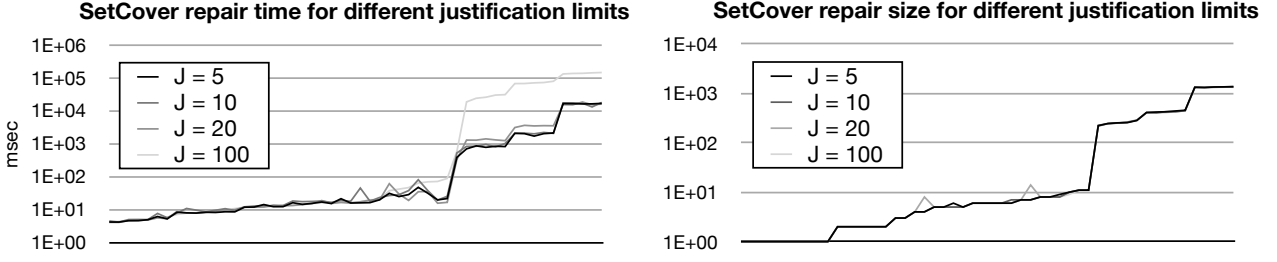 SetCover repair time for different justification limits
1E+06
1E+05
1E+04
1E+03
1E+02
1E+01
1E+00
msec
J = 5
J = 10
J = 20
J = 100
SetCover repair size for different justification limits
1E+04
1E+03
1E+02
1E+01
1E+00
J = 5
J = 10
J = 20
J = 100